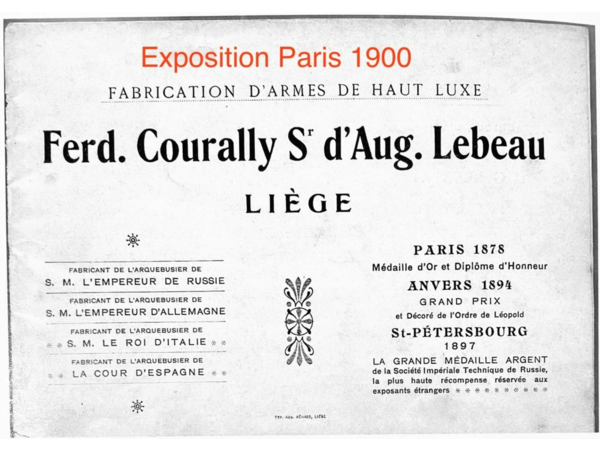 Exposition Paris 1900
FABRICATION D'ARMES DE HAUT LUXE
Ferd. Courally Sr d'Aug. Lebeau
LIÈGE
FABRICANT DE L'ARQUEBUSIER DE
S. M. L'EMPEREUR DE RUSSIE
FABRICANT DE L'ARQUEBUSIER DE
S. M. L'EMPEREUR D'ALLEMAGNE
FABRICANT DE L'ARQUEBUSIER DE
S. M. LE ROI D'ITALIE
FABRICANT DE L'ARQUEBUSIER DE
LA COUR D'ESPAGNE
PARIS 1878
Médaille d'Or et Diplôme d'Honneur
ANVERS 1894
GRAND PRIX
et Décoré de l'Ordre de Léopold
St-PÉTERSBOURG
1897
LA GRANDE MÉDAILLE ARGENT
de la Société Impériale Technique de Russie,
la plus haute récompense réservée aux
exposants étrangers
TYP. AUG. BÉNARD, LIÈGE